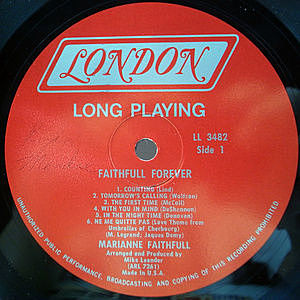 LONDON
LONG PLAYING
LL 3482
Side 1
FAITHFULL FOREVER
1. COUNTING (Lind)
2. TOMORROW'S CALLING (Waldron)
3. THE FIRST TIME (McColl)
4. WITH YOU IN MIND (DeShannon)
5. IN THE NIGHT TIME (Donovan)
6. NE ME QUITTE PAS (Love Theme from
Umbrellas of Cherbourg)
(M. Legrand; Jaques Demy)
MARIANNE FAITHFULL
Arranged and Produced by
Mike Leander
(ARL 7261)
Made in U.S.A.
UNAUTHORIZED PUBLIC PERFORMANCE, BROADCASTING AND COPYING OF THIS RECORDING PROHIBITED